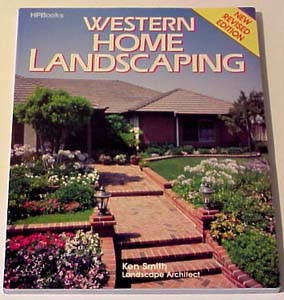 HPBooks
WESTERN
HOME
LANDSCAPING
NEW
REVISED
EDITION
Ken Smith
Landscape Architect